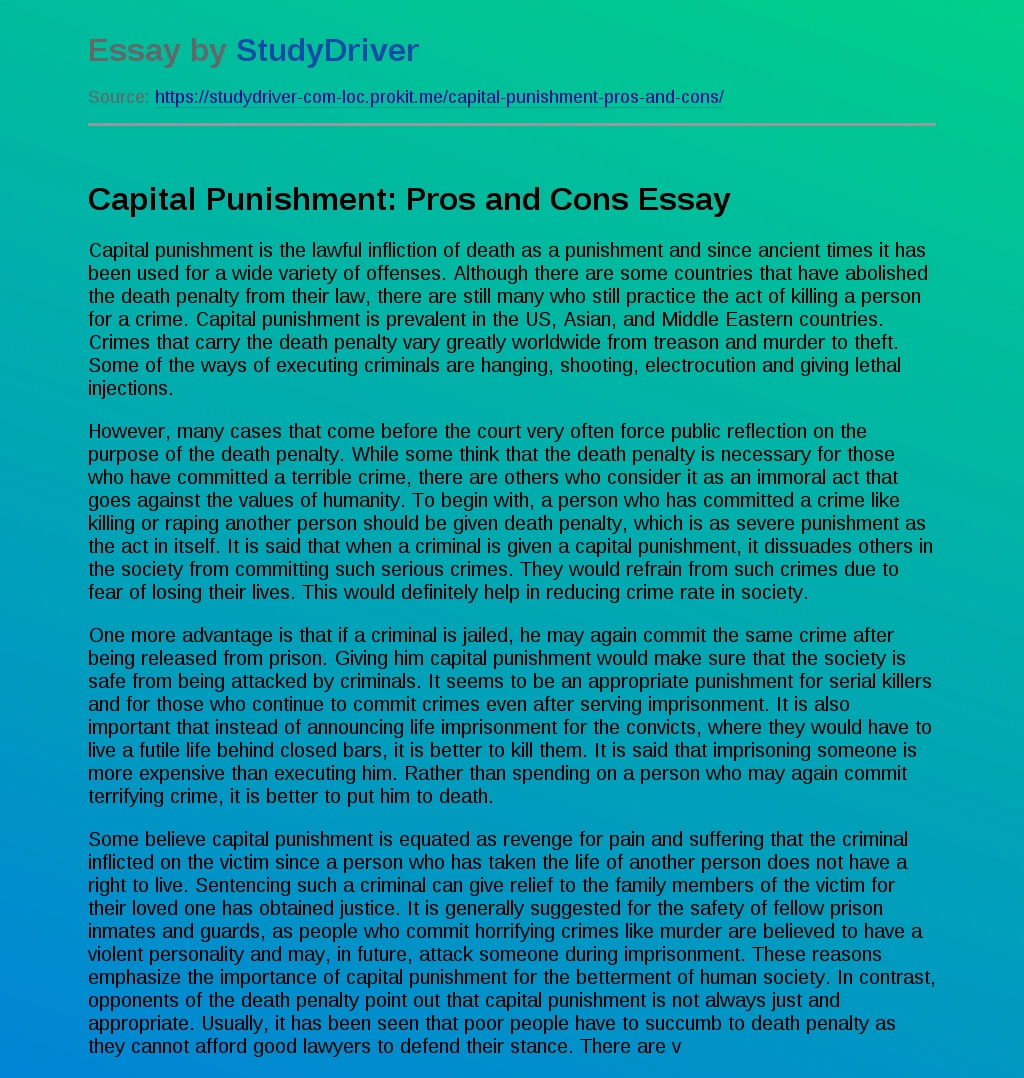 Essay by StudyDriver
Source: https://studydriver-com-loc.prokit.me/capital-punishment-pros-and-cons/
Capital Punishment: Pros and Cons Essay
Capital punishment is the lawful infliction of death as a punishment and since ancient times it has
been used for a wide variety of offenses. Although there are some countries that have abolished
the death penalty from their law, there are still many who still practice the act of killing a person
for a crime. Capital punishment is prevalent in the US, Asian, and Middle Eastern countries.
Crimes that carry the death penalty vary greatly worldwide from treason and murder to theft.
Some of the ways of executing criminals are hanging, shooting, electrocution and giving lethal
injections.
However, many cases that come before the court very often force public reflection on the
purpose of the death penalty. While some think that the death penalty is necessary for those
who have committed a terrible crime, there are others who consider it as an immoral act that
goes against the values of humanity. To begin with, a person who has committed a crime like
killing or raping another person should be given death penalty, which is as severe punishment as
the act in itself. It is said that when a criminal is given a capital punishment, it dissuades others in
the society from committing such serious crimes. They would refrain from such crimes due to
fear of losing their lives. This would definitely help in reducing crime rate in society.
One more advantage is that if a criminal is jailed, he may again commit the same crime after
being released from prison. Giving him capital punishment would make sure that the society is
safe from being attacked by criminals. It seems to be an appropriate punishment for serial killers
and for those who continue to commit crimes even after serving imprisonment. It is also
important that instead of announcing life imprisonment for the convicts, where they would have to
live a futile life behind closed bars, it is better to kill them. It is said that imprisoning someone is
more expensive than executing him. Rather than spending on a person who may again commit
terrifying crime, it is better to put him to death.
Some believe capital punishment is equated as revenge for pain and suffering that the criminal
inflicted on the victim since a person who has taken the life of another person does not have a
right to live. Sentencing such a criminal can give relief to the family members of the victim for
their loved one has obtained justice. It is generally suggested for the safety of fellow prison
inmates and guards, as people who commit horrifying crimes like murder are believed to have a
violent personality and may, in future, attack someone during imprisonment. These reasons
emphasize the importance of capital punishment for the betterment of human society. In contrast,
opponents of the death penalty point out that capital punishment is not always just and
appropriate. Usually, it has been seen that poor people have to succumb to death penalty as
they cannot afford good lawyers to defend their stance. There are v